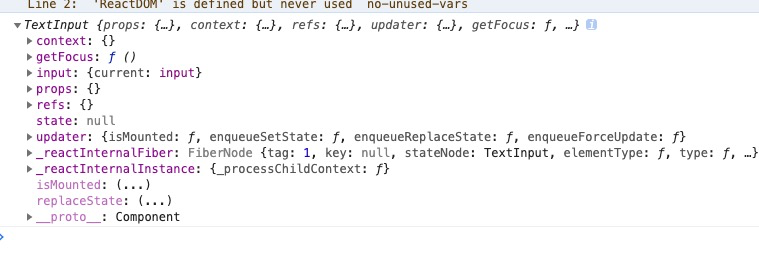 Line 2: 'ReactDOM' is defined but never used no-unused-vars
▼TextInput {props: {…}, context: {…}, refs: {…}, updater: {…}, getFocus: ƒ, …} i
▶context: {}
▶getFocus: ƒ ()
▶input: {current: input}
▶props: {}
▶refs: {}
state: null
▶updater: {isMounted: ƒ, enqueueSetState: ƒ, enqueueReplaceState: ƒ, enqueueForceUpdate: ƒ}
▶_reactInternalFiber: FiberNode {tag: 1, key: null, stateNode: TextInput, elementType: ƒ, type: ƒ, …}
▶_reactInternalInstance: {_processChildContext: ƒ}
isMounted: (...)
replaceState: (...)
▶__proto__: Component